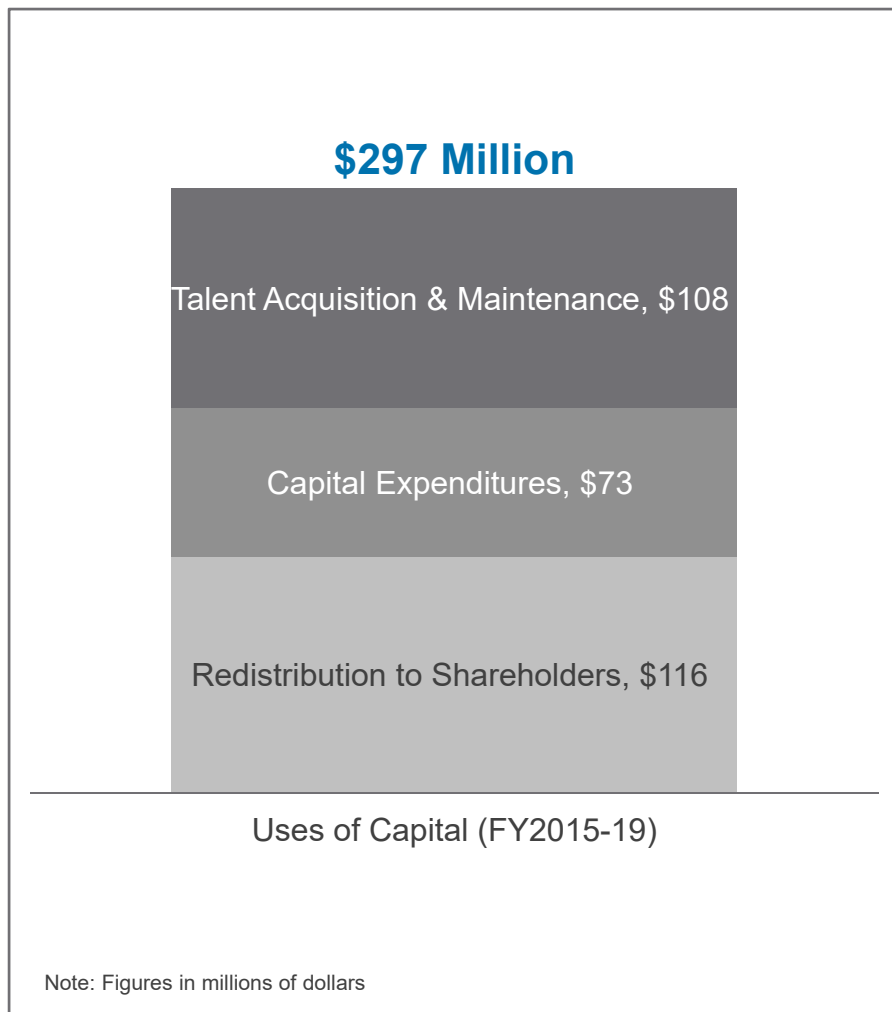 $297 Million
Talent Acquisition & Maintenance, $108
Capital Expenditures, $73
Redistribution to Shareholders, $116
Uses of Capital (FY2015-19)
Note: Figures in millions of dollars